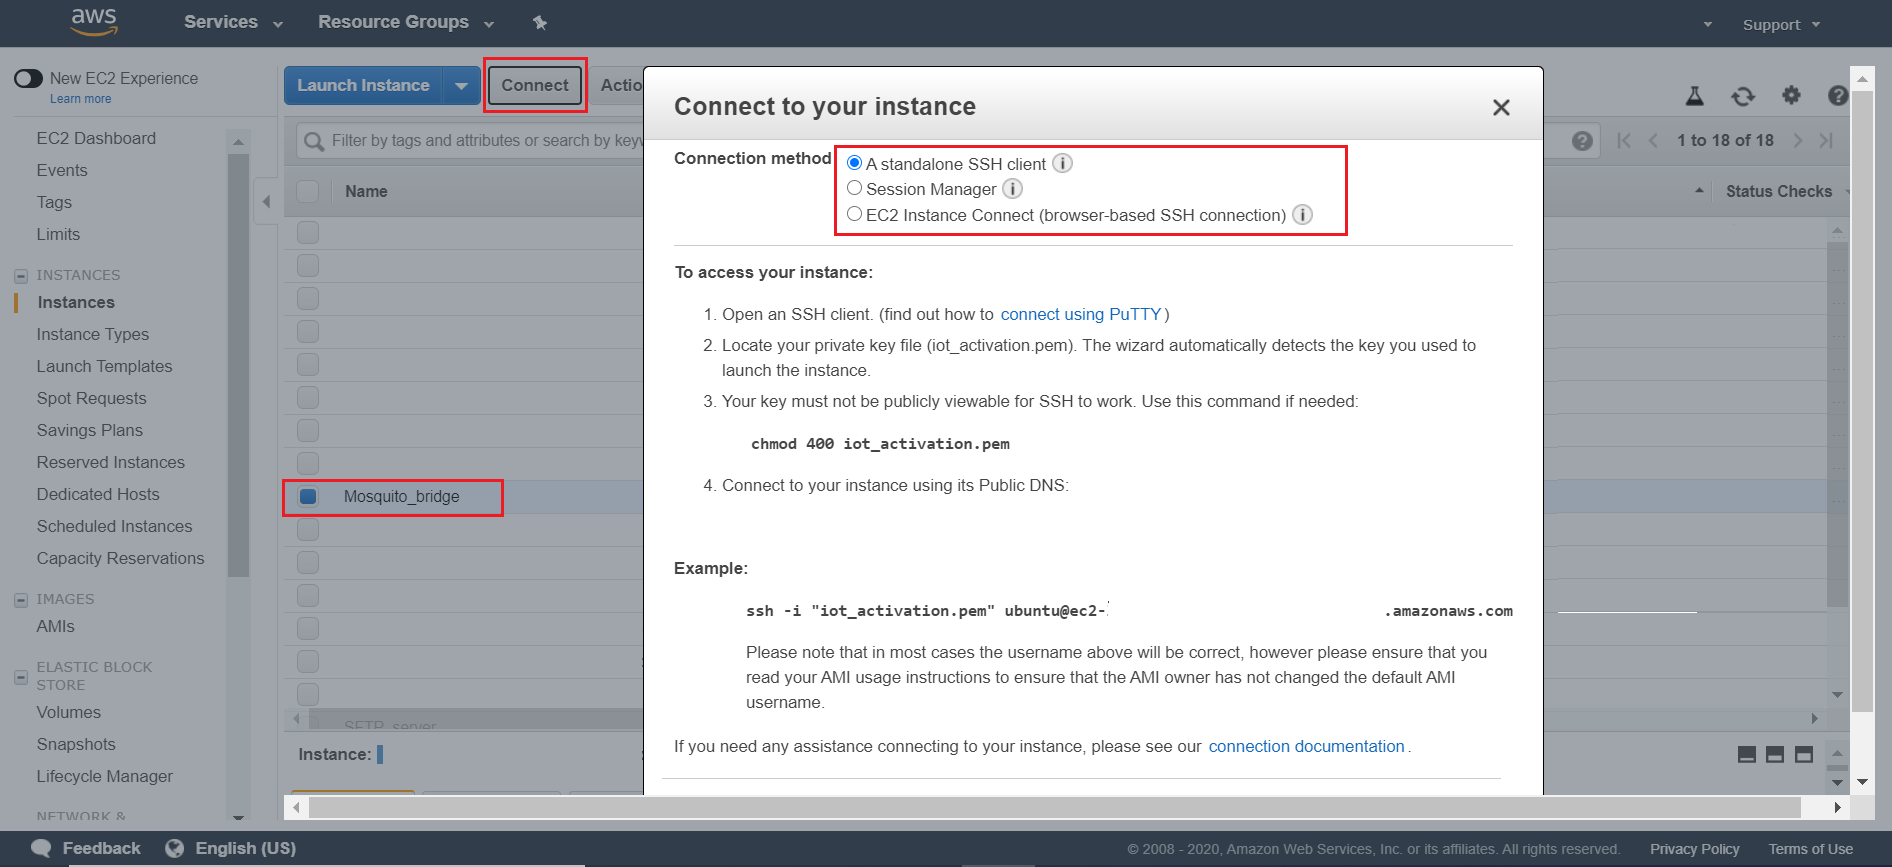 aws Services Resource Groups Support
New EC2 Experience
Learn more
EC2 Dashboard
Events
Tags
Limits
INSTANCES
Instances
Instance Types
Launch Templates
Spot Requests
Savings Plans
Reserved Instances
Dedicated Hosts
Scheduled Instances
Capacity Reservations
IMAGES
AMIs
ELASTIC BLOCK
STORE
Volumes
Snapshots
Lifecycle Manager
NETWORK &
Launch Instance Connect Actio
Filter by tags and attributes or search by keyw
1 to 18 of 18
Name
Status Checks
Mosquito_bridge
SFTP_server
Instance:
Connect to your instance
Connection method
A standalone SSH client
Session Manager
EC2 Instance Connect (browser-based SSH connection)
To access your instance:
1. Open an SSH client. (find out how to connect using PuTTY)
2. Locate your private key file (iot_activation.pem). The wizard automatically detects the key you used to
launch the instance.
3. Your key must not be publicly viewable for SSH to work. Use this command if needed:
chmod 400 iot_activation.pem
4. Connect to your instance using its Public DNS:
Example:
ssh -i "iot_activation.pem" ubuntu@ec2- .amazonaws.com
Please note that in most cases the username above will be correct, however please ensure that you
read your AMI usage instructions to ensure that the AMI owner has not changed the default AMI
username.
If you need any assistance connecting to your instance, please see our connection documentation.
Feedback English (US)
© 2008 - 2020, Amazon Web Services, Inc. or its affiliates. All rights reserved. Privacy Policy Terms of Use